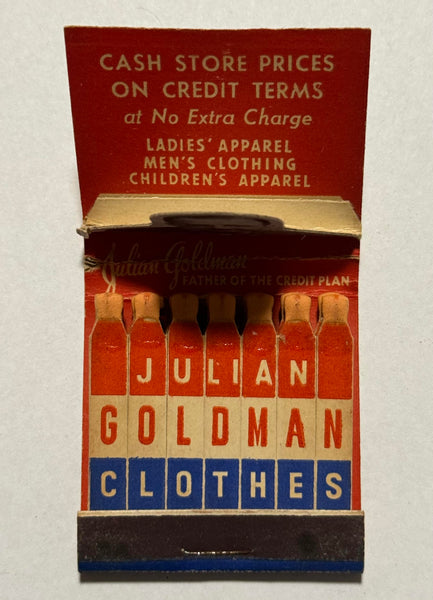 CASH STORE PRICES
ON CREDIT TERMS
at No Extra Charge
LADIES' APPAREL
MEN'S CLOTHING
CHILDREN'S APPAREL
Julian Goldman
FATHER OF THE CREDIT PLAN
JULIAN
GOLDMAN
CLOTHES